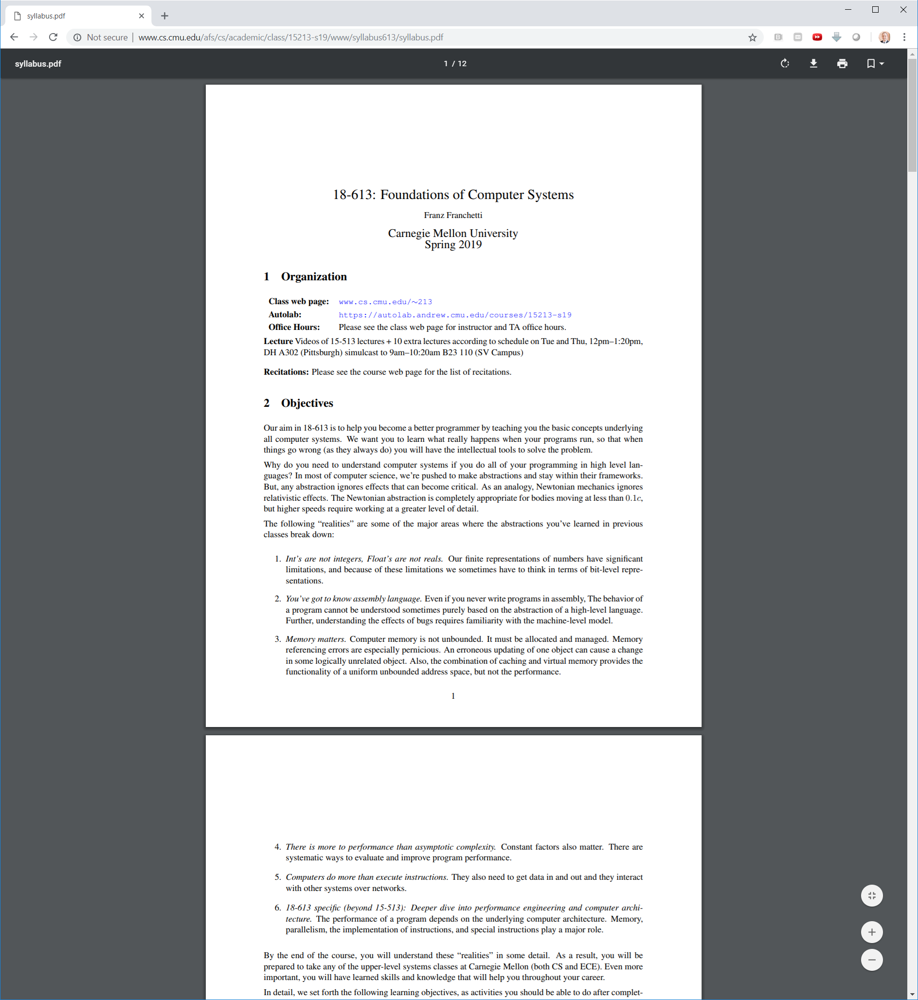 syllabus.pdf
Not secure | www.cs.cmu.edu/afs/cs/academic/class/15213-s19/www/syllabus613/syllabus.pdf
syllabus.pdf
1 / 12
18-613: Foundations of Computer Systems
Franz Franchetti
Carnegie Mellon University
Spring 2019
1 Organization
Class web page: www.cs.cmu.edu/~213
Autolab: https://autolab.andrew.cmu.edu/courses/15213-s19
Office Hours: Please see the class web page for instructor and TA office hours.
Lecture Videos of 15-513 lectures + 10 extra lectures according to schedule on Tue and Thu, 12pm–1:20pm,
DH A302 (Pittsburgh) simulcast to 9am–10:20am B23 110 (SV Campus)
Recitations: Please see the course web page for the list of recitations.
2 Objectives
Our aim in 18-613 is to help you become a better programmer by teaching you the basic concepts underlying
all computer systems. We want you to learn what really happens when your programs run, so that when
things go wrong (as they always do) you will have the intellectual tools to solve the problem.
Why do you need to understand computer systems if you do all of your programming in high level lan-
guages? In most of computer science, we're pushed to make abstractions and stay within their frameworks.
But, any abstraction ignores effects that can become critical. As an analogy, Newtonian mechanics ignores
relativistic effects. The Newtonian abstraction is completely appropriate for bodies moving at less than 0.1c,
but higher speeds require working at a greater level of detail.
The following “realities” are some of the major areas where the abstractions you've learned in previous
classes break down:
1. Int's are not integers, Float's are not reals. Our finite representations of numbers have significant
limitations, and because of these limitations we sometimes have to think in terms of bit-level repre-
sentations.
2. You've got to know assembly language. Even if you never write programs in assembly, The behavior of
a program cannot be understood sometimes purely based on the abstraction of a high-level language.
Further, understanding the effects of bugs requires familiarity with the machine-level model.
3. Memory matters. Computer memory is not unbounded. It must be allocated and managed. Memory
referencing errors are especially pernicious. An erroneous updating of one object can cause a change
in some logically unrelated object. Also, the combination of caching and virtual memory provides the
functionality of a uniform unbounded address space, but not the performance.
1
4. There is more to performance than asymptotic complexity. Constant factors also matter. There are
systematic ways to evaluate and improve program performance.
5. Computers do more than execute instructions. They also need to get data in and out and they interact
with other systems over networks.
6. 18-613 specific (beyond 15-513): Deeper dive into performance engineering and computer archi-
tecture. The performance of a program depends on the underlying computer architecture. Memory,
parallelism, the implementation of instructions, and special instructions play a major role.
By the end of the course, you will understand these “realities” in some detail. As a result, you will be
prepared to take any of the upper-level systems classes at Carnegie Mellon (both CS and ECE). Even more
important, you will have learned skills and knowledge that will help you throughout your career.
In detail, we set forth the following learning objectives, as activities you should be able to do after complet-